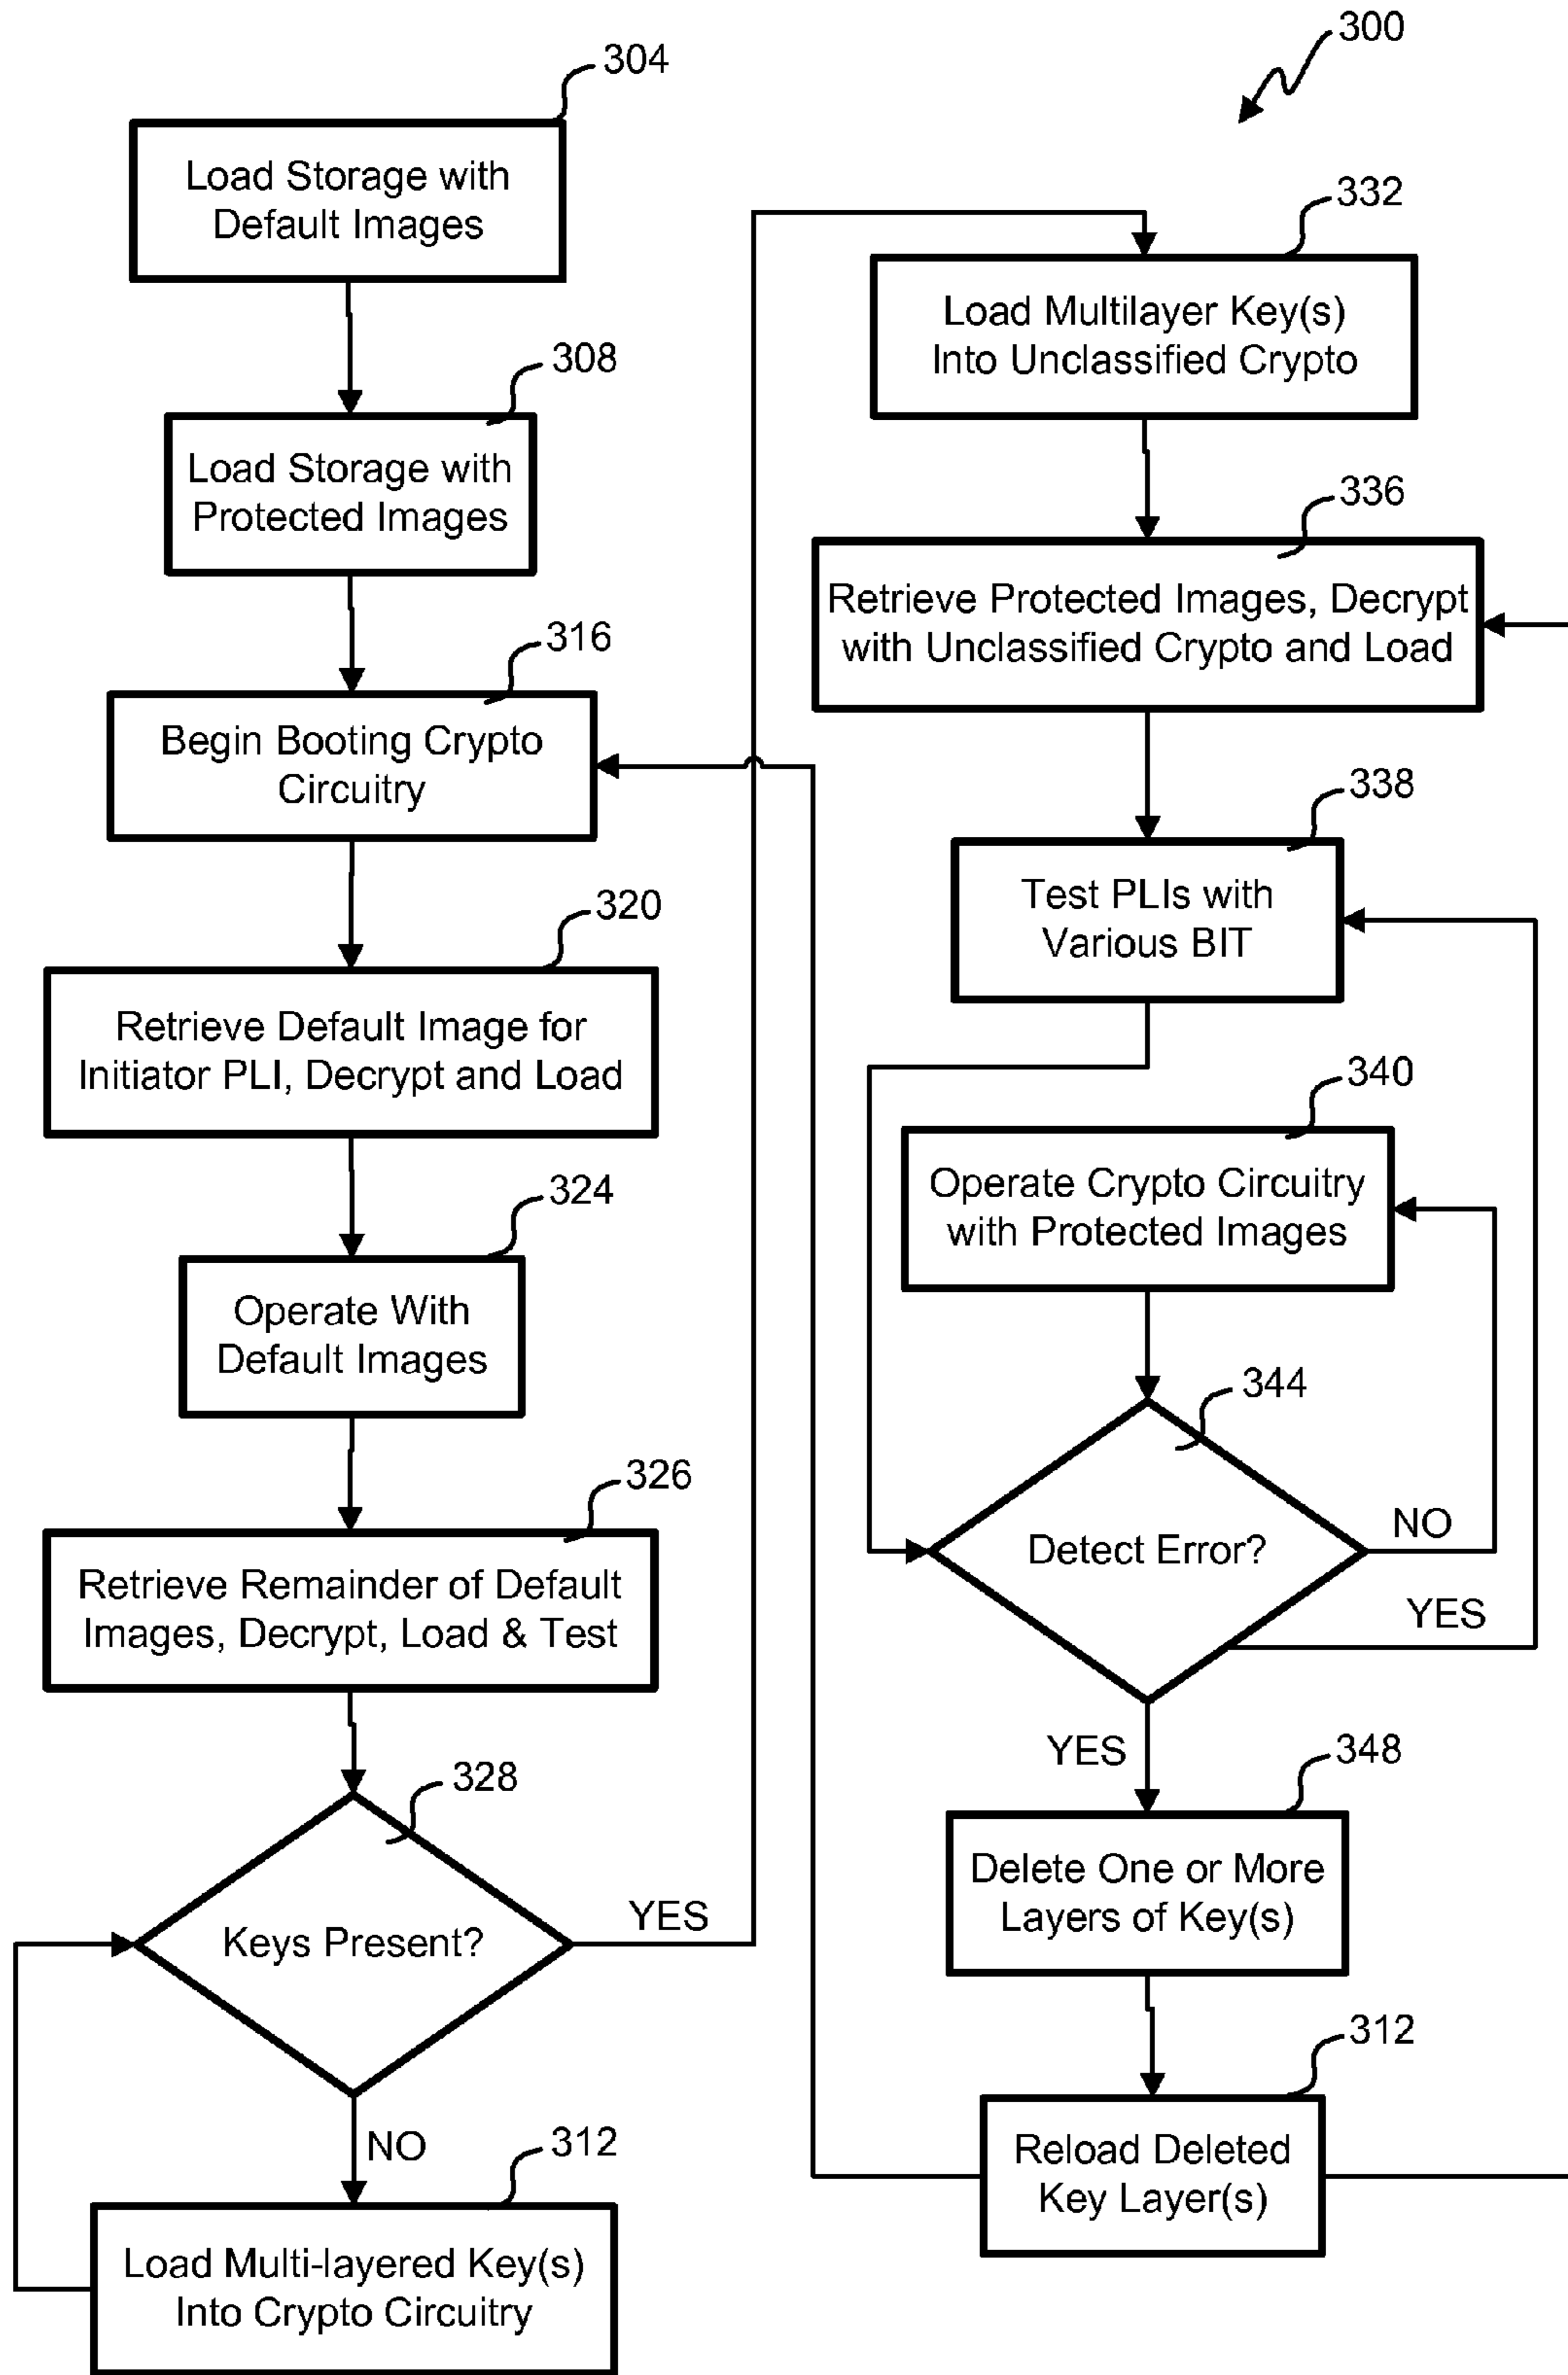 300
304
Load Storage with
Default Images
308
Load Storage with
Protected Images
316
Begin Booting Crypto
Circuitry
320
Retrieve Default Image for
Initiator PLI, Decrypt and Load
324
Operate With
Default Images
326
Retrieve Remainder of Default
Images, Decrypt, Load & Test
328
Keys Present?
YES
NO
312
Load Multi-layered Key(s)
Into Crypto Circuitry
332
Load Multilayer Key(s)
Into Unclassified Crypto
336
Retrieve Protected Images, Decrypt
with Unclassified Crypto and Load
338
Test PLIs with
Various BIT
340
Operate Crypto Circuitry
with Protected Images
344
Detect Error?
NO
YES
YES
348
Delete One or More
Layers of Key(s)
312
Reload Deleted
Key Layer(s)